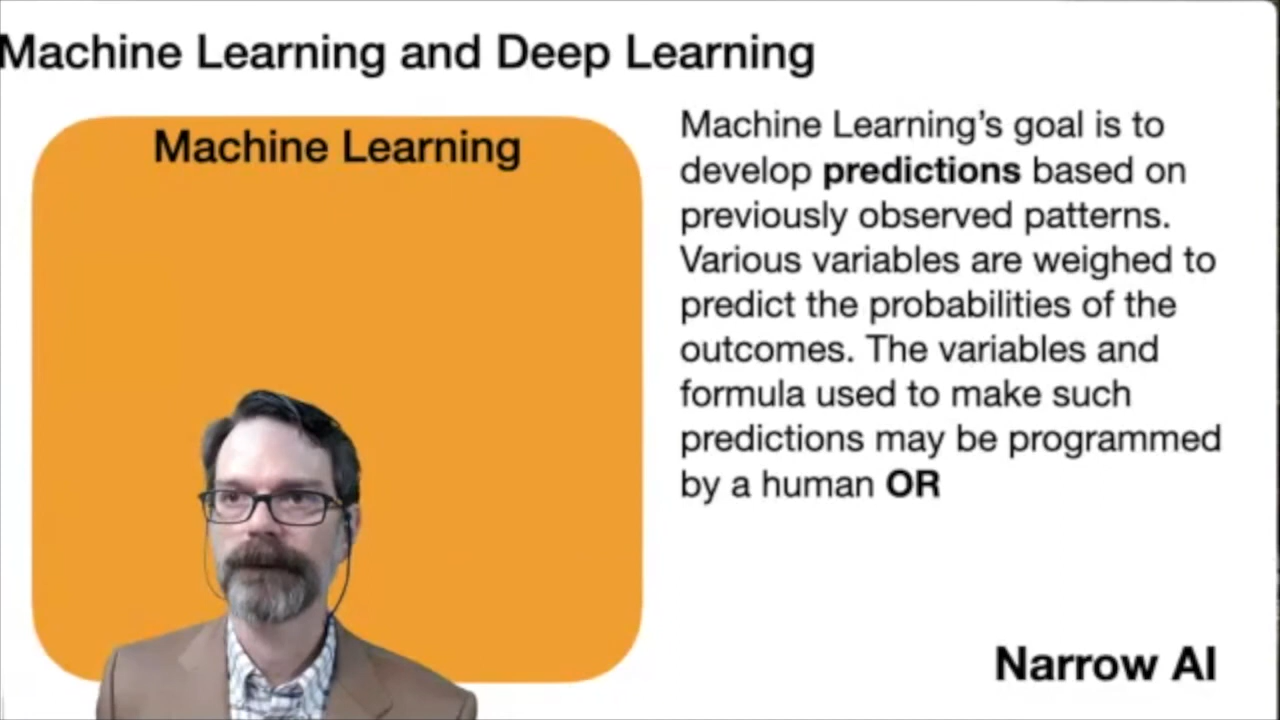 Machine Learning and Deep Learning
Machine Learning
Machine Learning’s goal is to
develop predictions based on
previously observed patterns.
Various variables are weighed to
predict the probabilities of the
outcomes. The variables and
formula used to make such
predictions may be programmed
by a human OR
Narrow AI